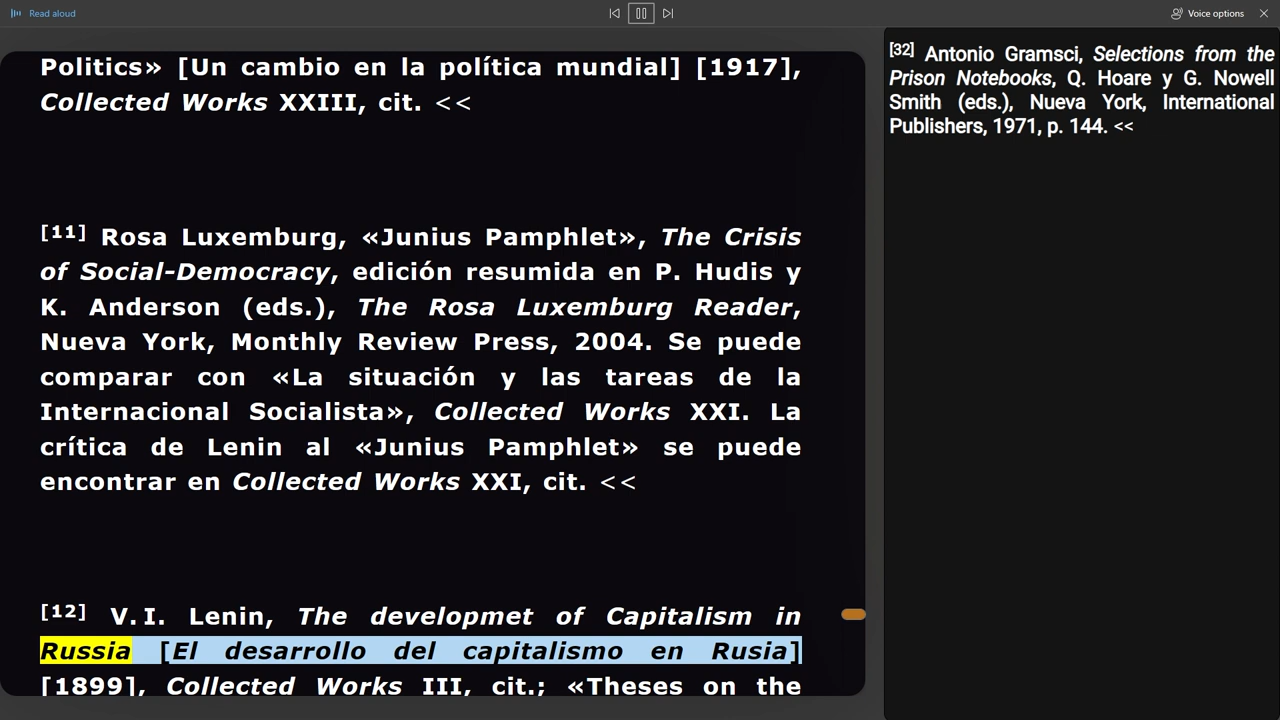 Read aloud
Voice options
Politics» [Un cambio en la política mundial] [1917],
Collected Works XXIII, cit. <<
[11] Rosa Luxemburg, «Junius Pamphlet», The Crisis
of Social-Democracy, edición resumida en P. Hudis y
K. Anderson (eds.), The Rosa Luxemburg Reader,
Nueva York, Monthly Review Press, 2004. Se puede
comparar con «La situación y las tareas de la
Internacional Socialista», Collected Works XXI. La
crítica de Lenin al «Junius Pamphlet» se puede
encontrar en Collected Works XXI, cit. <<
[12] V. I. Lenin, The developmet of Capitalism in
Russia [El desarrollo del capitalismo en Rusia]
[1899], Collected Works III, cit.; «Theses on the
[32] Antonio Gramsci, Selections from the
Prison Notebooks, Q. Hoare y G. Nowell
Smith (eds.), Nueva York, International
Publishers, 1971, p. 144. <<